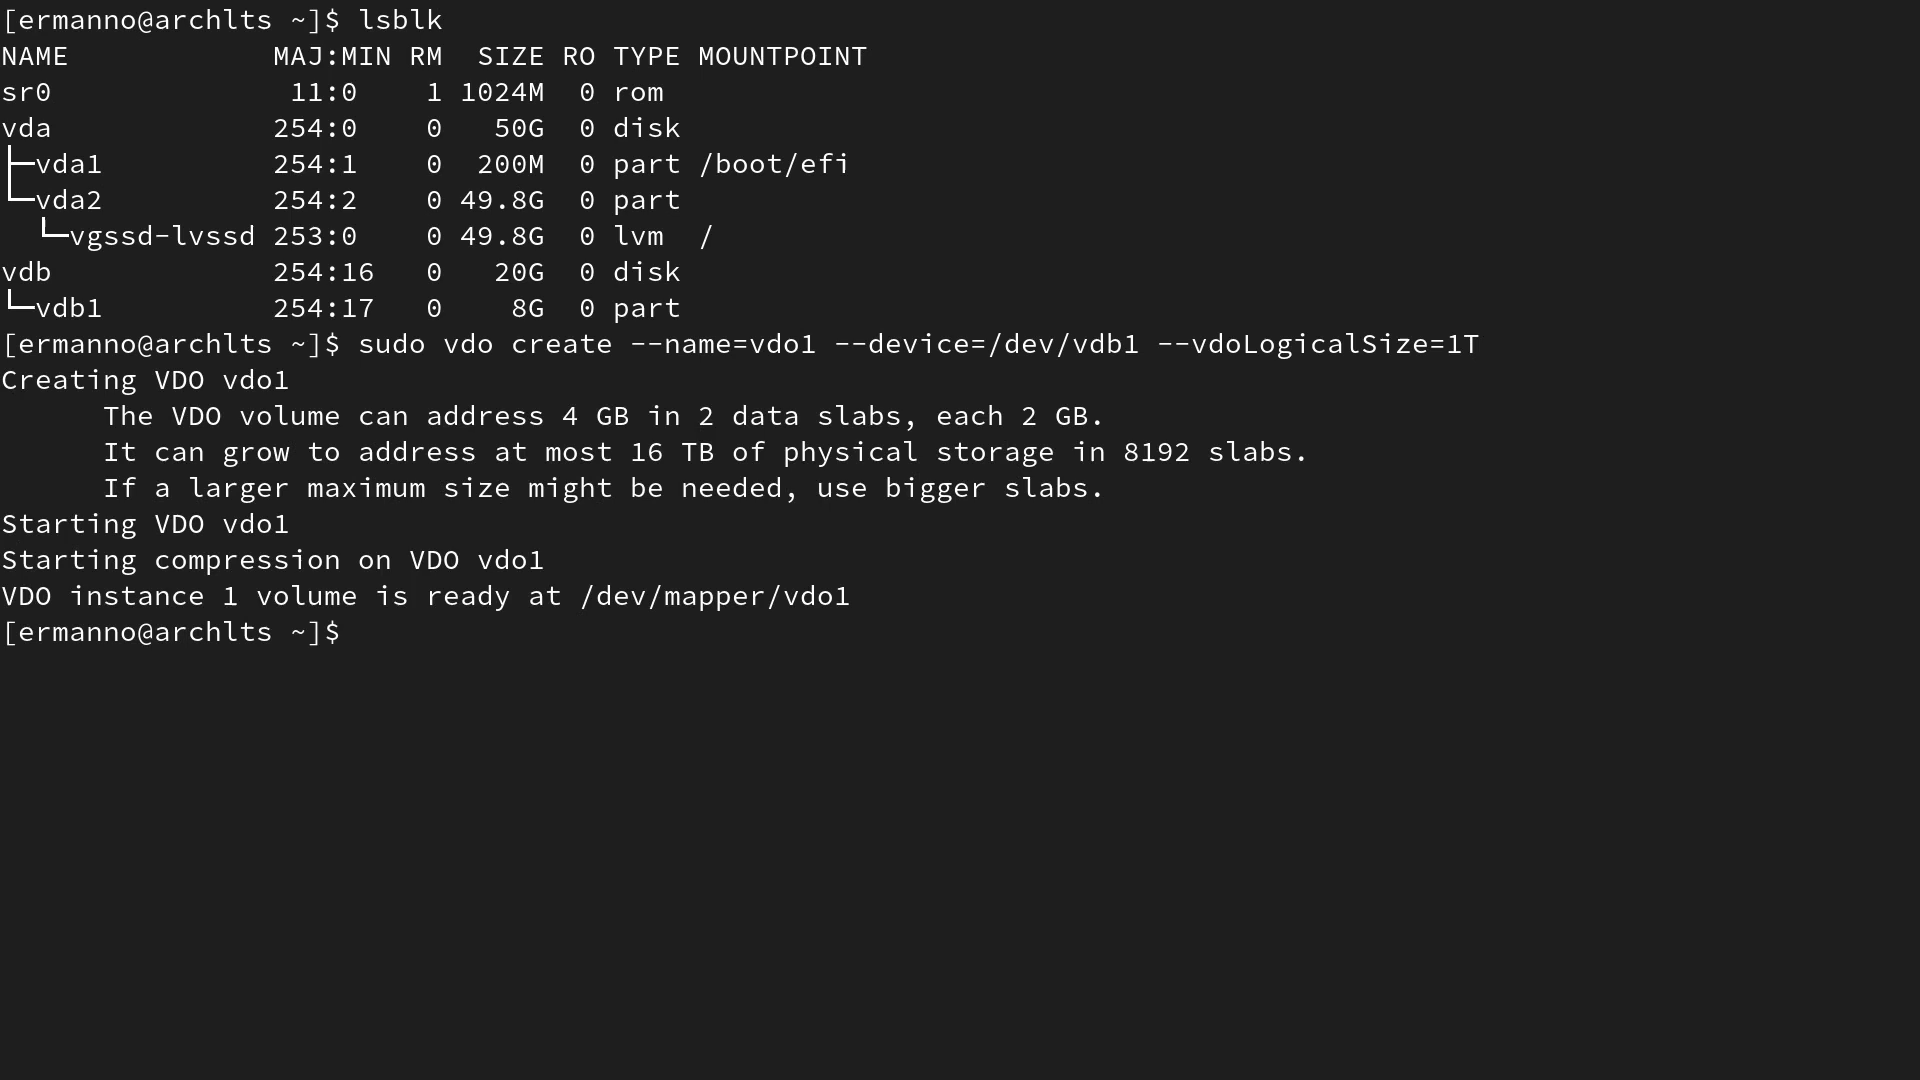 [ermanno@archlts ~]$ lsblk
NAME            MAJ:MIN RM  SIZE RO TYPE MOUNTPOINT
sr0              11:0    1 1024M  0 rom
vda             254:0    0   50G  0 disk
├─vda1          254:1    0  200M  0 part /boot/efi
└─vda2          254:2    0 49.8G  0 part
  └─vgssd-lvssd 253:0    0 49.8G  0 lvm  /
vdb             254:16   0   20G  0 disk
└─vdb1          254:17   0    8G  0 part
[ermanno@archlts ~]$ sudo vdo create --name=vdo1 --device=/dev/vdb1 --vdoLogicalSize=1T
Creating VDO vdo1
      The VDO volume can address 4 GB in 2 data slabs, each 2 GB.
      It can grow to address at most 16 TB of physical storage in 8192 slabs.
      If a larger maximum size might be needed, use bigger slabs.
Starting VDO vdo1
Starting compression on VDO vdo1
VDO instance 1 volume is ready at /dev/mapper/vdo1
[ermanno@archlts ~]$